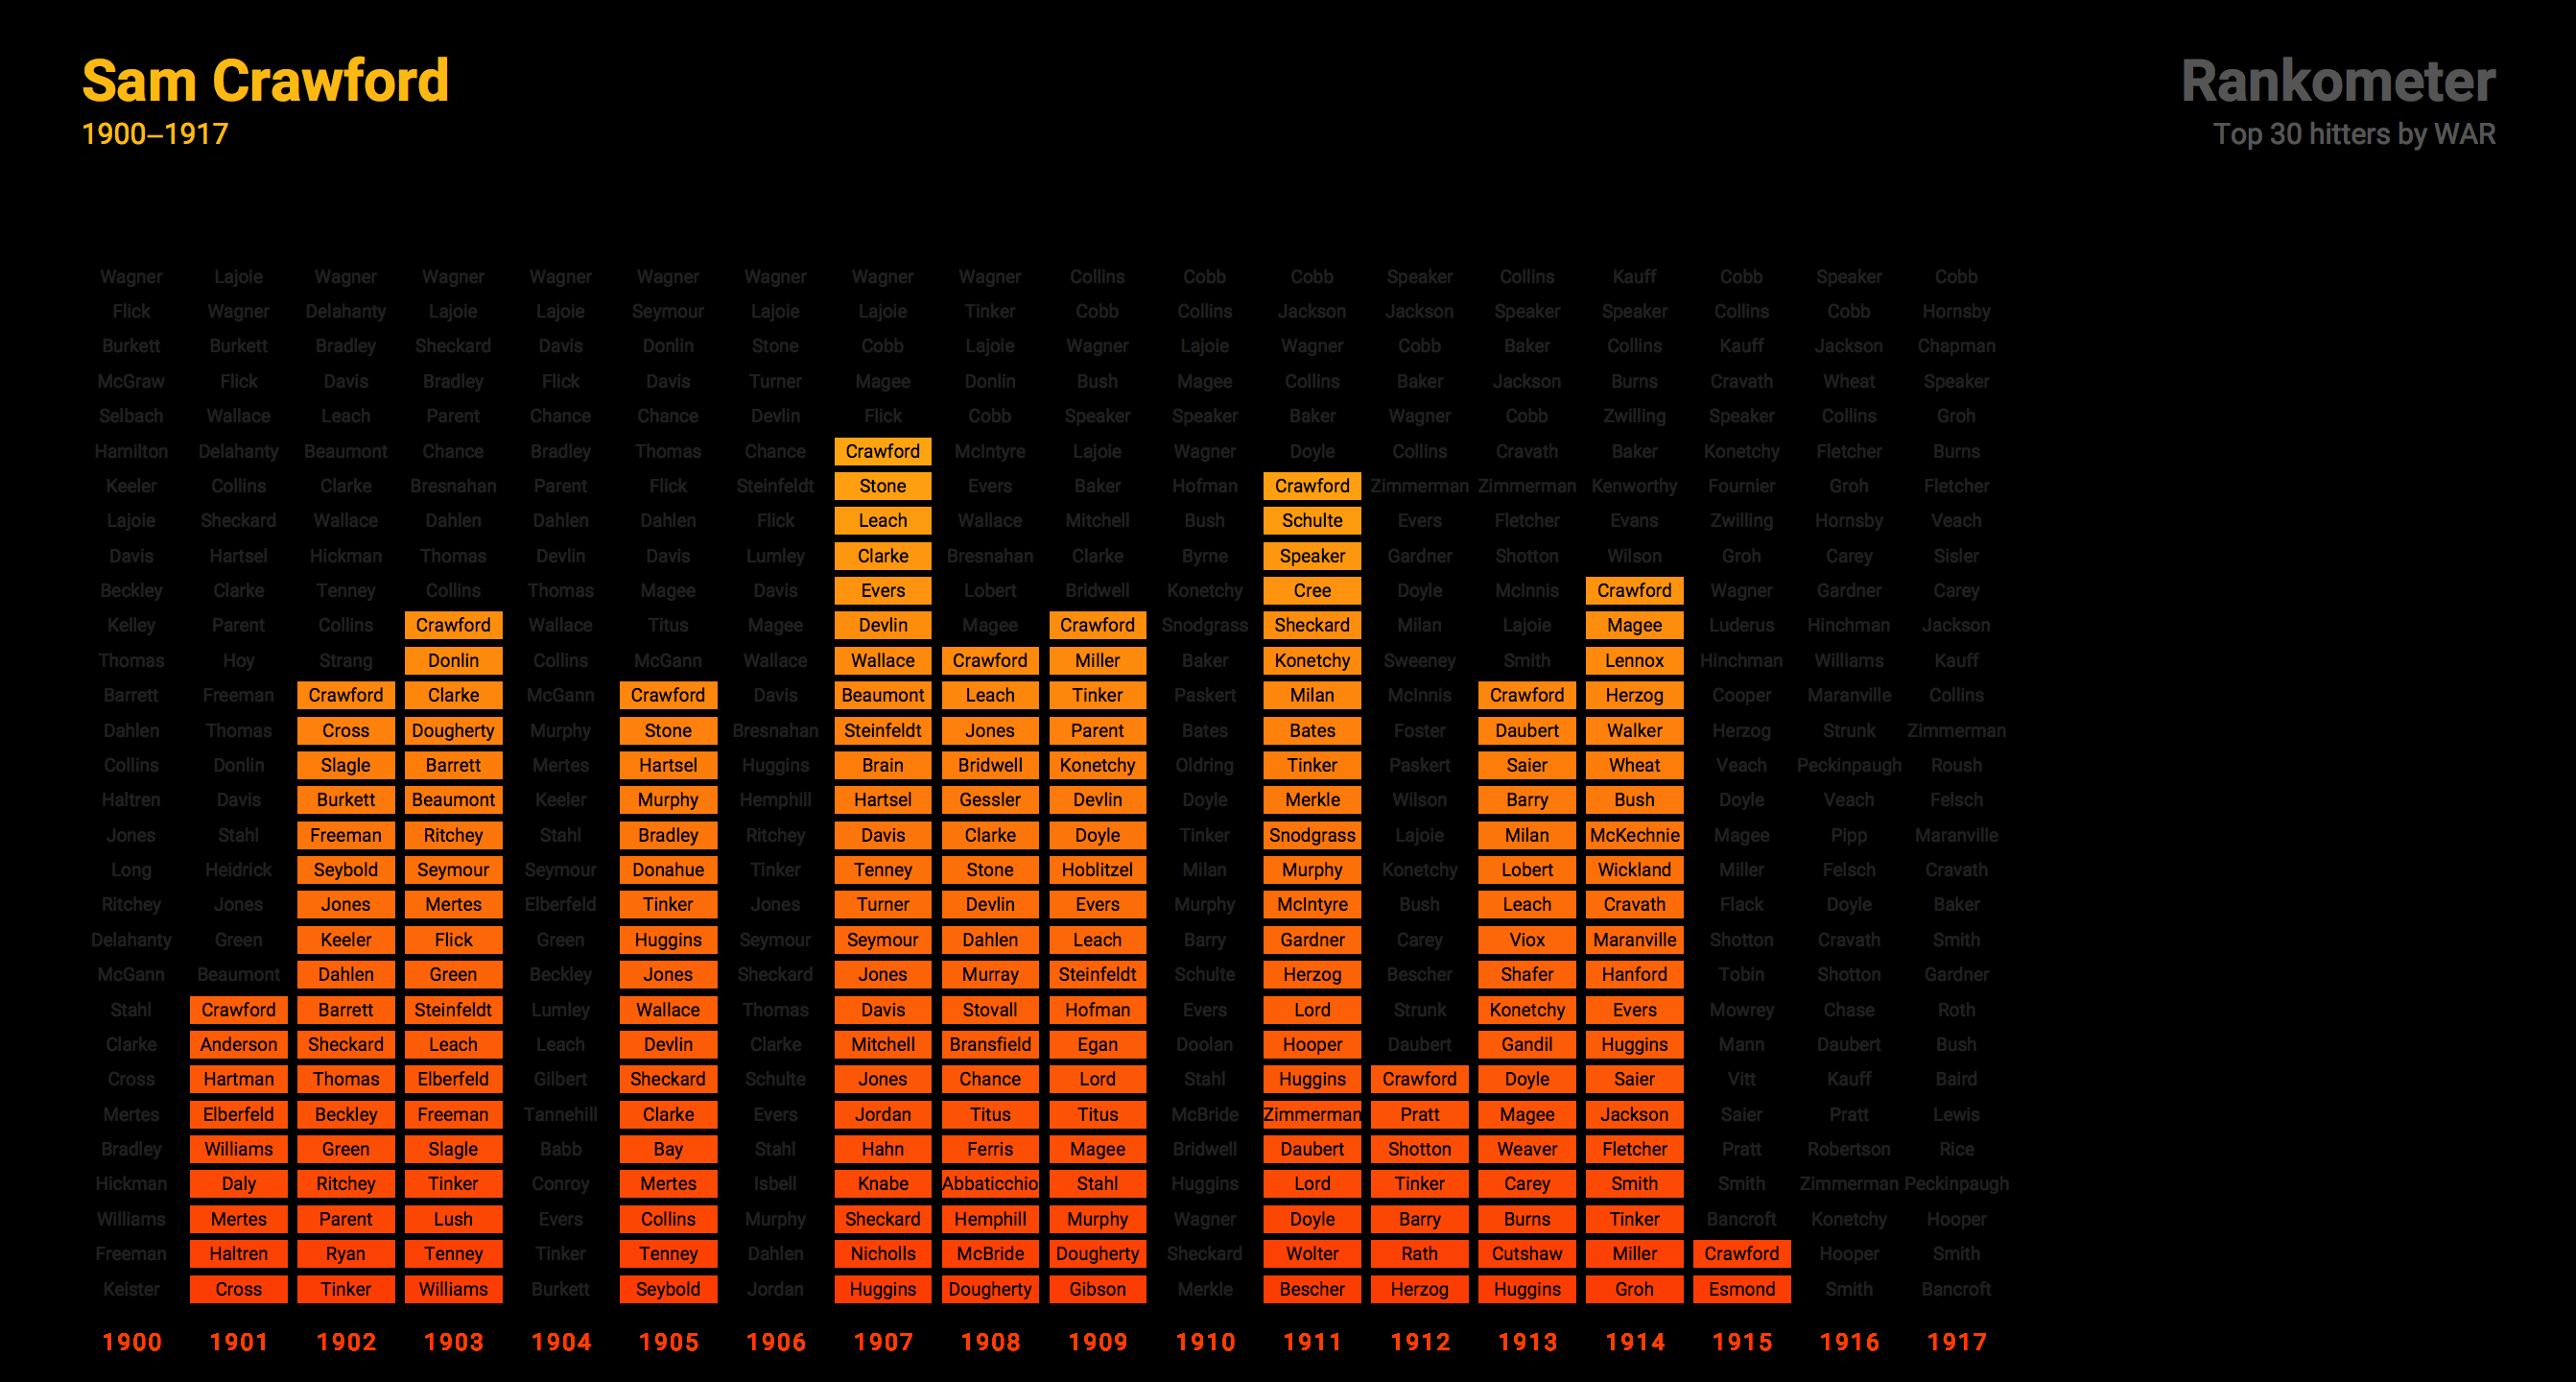 Sam Crawford
1900–1917
Rankometer
Top 30 hitters by WAR
Wagner Lajoie Wagner Wagner Wagner Wagner Wagner Wagner Wagner Collins Cobb Cobb Speaker Collins Kauff Cobb Speaker Cobb
Flick Wagner Delahanty Lajoie Lajoie Seymour Lajoie Lajoie Tinker Cobb Collins Jackson Jackson Speaker Speaker Collins Cobb Hornsby
Burkett Burkett Bradley Sheckard Davis Donlin Stone Cobb Lajoie Wagner Lajoie Wagner Cobb Baker Collins Kauff Jackson Chapman
McGraw Flick Davis Bradley Flick Davis Turner Magee Donlin Bush Magee Collins Baker Jackson Burns Cravath Wheat Speaker
Selbach Wallace Leach Parent Chance Chance Devlin Flick Cobb Speaker Speaker Baker Wagner Cobb Zwilling Speaker Collins Groh
Hamilton Delahanty Beaumont Chance Bradley Thomas Chance Crawford McIntyre Lajoie Wagner Doyle Collins Cravath Baker Konetchy Fletcher Burns
Keeler Collins Clarke Bresnahan Parent Flick Steinfeldt Stone Evers Baker Hofman Crawford Zimmerman Zimmerman Kenworthy Fournier Groh Fletcher
Lajoie Sheckard Wallace Dahlen Dahlen Dahlen Flick Leach Wallace Mitchell Bush Schulte Evers Fletcher Evans Zwilling Hornsby Veach
Davis Hartsel Hickman Thomas Devlin Davis Lumley Clarke Bresnahan Clarke Byrne Speaker Gardner Shotton Wilson Groh Carey Sisler
Beckley Clarke Tenney Collins Thomas Magee Davis Evers Lobert Bridwell Konetchy Cree Doyle McInnis Crawford Wagner Gardner Carey
Kelley Parent Collins Crawford Wallace Titus Magee Devlin Magee Crawford Snodgrass Sheckard Milan Lajoie Magee Luderus Hinchman Jackson
Thomas Hoy Strang Donlin Collins McGann Wallace Wallace Crawford Miller Baker Konetchy Sweeney Smith Lennox Hinchman Williams Kauff
Barrett Freeman Crawford Clarke McGann Crawford Davis Beaumont Leach Tinker Paskert Milan McInnis Crawford Herzog Cooper Maranville Collins
Dahlen Thomas Cross Dougherty Murphy Stone Bresnahan Steinfeldt Jones Parent Bates Bates Foster Daubert Walker Herzog Strunk Zimmerman
Collins Donlin Slagle Barrett Mertes Hartsel Huggins Brain Bridwell Konetchy Oldring Tinker Paskert Saier Wheat Veach Peckinpaugh Roush
Haltren Davis Burkett Beaumont Keeler Murphy Hemphill Hartsel Gessler Devlin Doyle Merkle Wilson Barry Bush Doyle Veach Felsch
Jones Stahl Freeman Ritchey Stahl Bradley Ritchey Davis Clarke Doyle Tinker Snodgrass Lajoie Milan McKechnie Magee Pipp Maranville
Long Heidrick Seybold Seymour Seymour Donahue Tinker Tenney Stone Hoblitzel Milan Murphy Konetchy Lobert Wickland Miller Felsch Cravath
Ritchey Jones Jones Mertes Elberfeld Tinker Jones Turner Devlin Evers Murphy McIntyre Bush Leach Cravath Flack Doyle Baker
Delahanty Green Keeler Flick Green Huggins Seymour Seymour Dahlen Leach Barry Gardner Carey Viox Maranville Shotton Cravath Smith
McGann Beaumont Dahlen Green Beckley Jones Sheckard Jones Murray Steinfeldt Schulte Herzog Bescher Shafer Hanford Tobin Shotton Gardner
Stahl Crawford Barrett Steinfeldt Lumley Wallace Thomas Davis Stovall Hofman Evers Lord Strunk Konetchy Evers Mowrey Chase Roth
Clarke Anderson Sheckard Leach Leach Devlin Clarke Mitchell Bransfield Egan Doolan Hooper Daubert Gandil Huggins Mann Daubert Bush
Cross Hartman Thomas Elberfeld Gilbert Sheckard Schulte Jones Chance Lord Stahl Huggins Crawford Doyle Saier Vitt Kauff Baird
Mertes Elberfeld Beckley Freeman Tannehill Clarke Evers Jordan Titus Titus McBride Zimmerman Pratt Magee Jackson Saier Pratt Lewis
Bradley Williams Green Slagle Babb Bay Stahl Hahn Ferris Magee Bridwell Daubert Shotton Weaver Fletcher Pratt Robertson Rice
Hickman Daly Ritchey Tinker Conroy Mertes Isbell Knabe Abbaticchio Stahl Huggins Lord Tinker Carey Smith Smith Zimmerman Peckinpaugh
Williams Mertes Parent Lush Evers Collins Murphy Sheckard Hemphill Murphy Wagner Doyle Barry Burns Tinker Bancroft Konetchy Hooper
Freeman Haltren Ryan Tenney Tinker Tenney Dahlen Nicholls McBride Dougherty Sheckard Wolter Rath Cutshaw Miller Crawford Hooper Smith
Keister Cross Tinker Williams Burkett Seybold Jordan Huggins Dougherty Gibson Merkle Bescher Herzog Huggins Groh Esmond Smith Bancroft
1900 1901 1902 1903 1904 1905 1906 1907 1908 1909 1910 1911 1912 1913 1914 1915 1916 1917